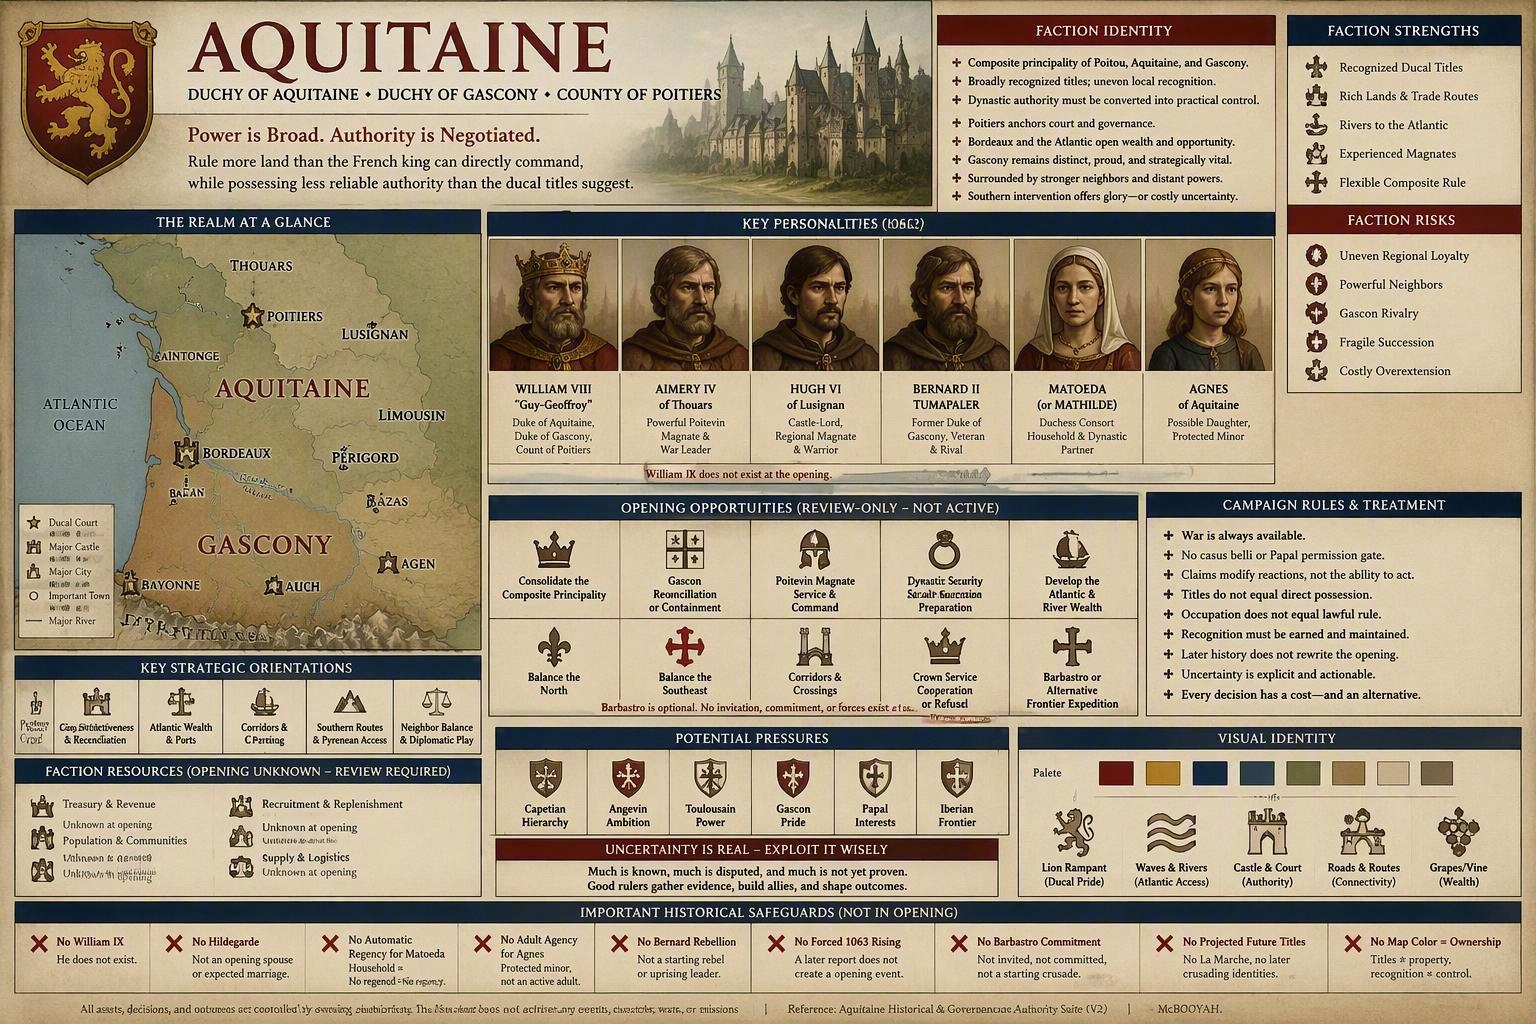 AQUITAINE
DUCHY OF AQUITAINE • DUCHY OF GASCONY • COUNTY OF POITIERS
Power is Broad. Authority is Negotiated.
Rule more land than the French king can directly command,
while possessing less reliable authority than the ducal titles suggest.
FACTION IDENTITY
Composite principality of Poitou, Aquitaine, and Gascony.
Broadly recognized titles; uneven local recognition.
Dynastic authority must be converted into practical control.
Poitiers anchors court and governance.
Bordeaux and the Atlantic open wealth and opportunity.
Gascony remains distinct, proud, and strategically vital.
Surrounded by stronger neighbors and distant powers.
Southern intervention offers glory—or costly uncertainty.
FACTION STRENGTHS
Recognized Ducal Titles
Rich Lands & Trade Routes
Rivers to the Atlantic
Experienced Magnates
Flexible Composite Rule
FACTION RISKS
Uneven Regional Loyalty
Powerful Neighbors
Gascon Rivalry
Fragile Succession
Costly Overextension
THE REALM AT A GLANCE
THOUARS
POITIERS
LUSIGNAN
SAINTONGE
AQUITAINE
ATLANTIC
OCEAN
LIMOUSIN
BORDEAUX
PÉRIGORD
BAZAS
GASCONY
AGEN
BAYONNE
AUCH
Ducal Court
Major Castle
Major City
Important Town
Major River
KEY PERSONALITIES
WILLIAM VIII
"Guy-Geoffroy"
Duke of Aquitaine,
Duke of Gascony,
Count of Poitiers
AIMERY IV
of Thouars
Powerful Poitevin
Magnate &
War Leader
HUGH VI
of Lusignan
Castle-Lord,
Regional Magnate
& Warrior
BERNARD II
TUMAPALER
Former Duke of
Gascony, Veteran
& Rival
MATOEDA
(or MATHILDE)
Duchess Consort
Household & Dynastic
Partner
AGNES
of Aquitaine
Possible Daughter,
Protected Minor
William IX does not exist at the opening.
OPENING OPPORTUNITIES (REVIEW-ONLY – NOT ACTIVE)
Consolidate the
Composite Principality
Gascon
Reconciliation
or Containment
Poitevin Magnate
Service &
Command
Dynastic Security
Preparation
Develop the
Atlantic &
River Wealth
Balance the
North
Balance the
Southeast
Corridors &
Crossings
Crown Service
Cooperation
or Refusal
Barbastro or
Alternative
Frontier Expedition
Barbastro is optional. No invitation, commitment, or forces exist
CAMPAIGN RULES & TREATMENT
War is always available.
No casus belli or Papal permission gate.
Claims modify reactions, not the ability to act.
Titles do not equal direct possession.
Occupation does not equal lawful rule.
Recognition must be earned and maintained.
Later history does not rewrite the opening.
Uncertainty is explicit and actionable.
Every decision has a cost—and an alternative.
KEY STRATEGIC ORIENTATIONS
& Reconciliation
Atlantic Wealth
& Ports
Corridors &
Southern Routes
& Pyrenean Access
Neighbor Balance
& Diplomatic Play
FACTION RESOURCES (OPENING UNKNOWN – REVIEW REQUIRED)
Treasury & Revenue
Unknown at opening
Population & Communities
Recruitment & Replenishment
Unknown at opening
Supply & Logistics
Unknown at opening
POTENTIAL PRESSURES
Capetian
Hierarchy
Angevin
Ambition
Toulousain
Power
Gascon
Pride
Papal
Interests
Iberian
Frontier
UNCERTAINTY IS REAL – EXPLOIT IT WISELY
Much is known, much is disputed, and much is not yet proven.
Good rulers gather evidence, build allies, and shape outcomes.
VISUAL IDENTITY
Palete
Lion Rampant
(Ducal Pride)
Waves & Rivers
(Atlantic Access)
Castle & Court
(Authority)
Roads & Routes
(Connectivity)
Grapes/Vine
(Wealth)
IMPORTANT HISTORICAL SAFEGUARDS (NOT IN OPENING)
No William IX
He does not exist.
No Hildegarde
Not an opening spouse
or expected marriage.
No Automatic
Regency for Matoeda
Household ≠
No Adult Agency
for Agnes
Protected minor,
not an active adult.
No Bernard Rebellion
Not a starting rebel
or uprising leader.
No Forced 1063 Rising
A later report does not
create a opening event.
No Barbastro Commitment
Not invited, not committed,
not a starting crusade.
No Projected Future Titles
No La Marche, no later
crusading identities.
No Map Color = Ownership
Titles ≠ property,
recognition ≠ control.
All assets, decisions, and outcomes are
Reference: Aquitaine Historical & Governance Authority Suite (V2)
McBOOYAH.